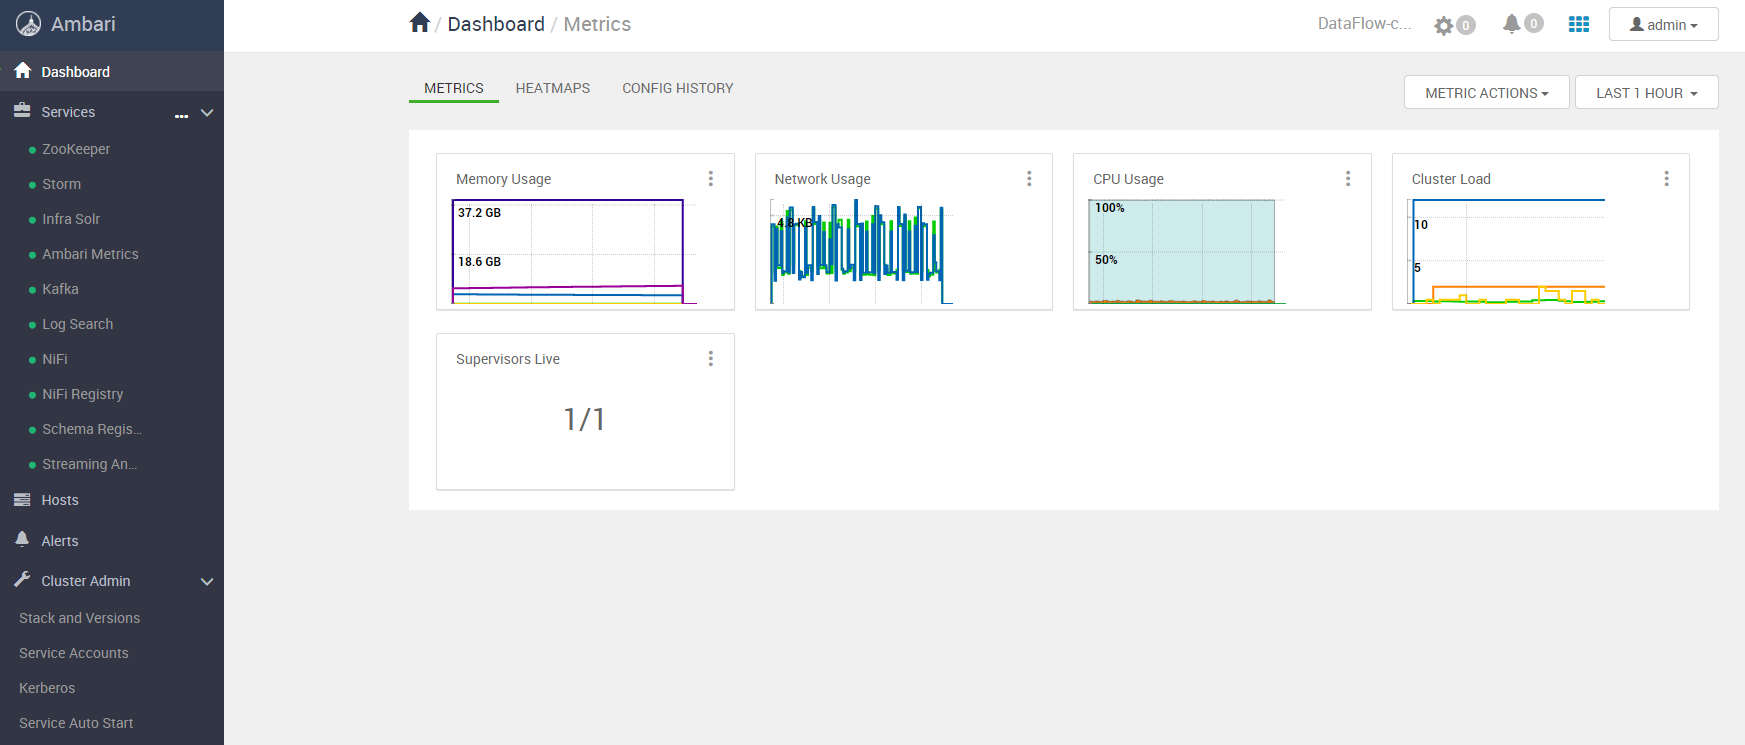 Ambari
Dashboard
Services ...
ZooKeeper
Storm
Infra Solr
Ambari Metrics
Kafka
Log Search
NiFi
NiFi Registry
Schema Regis...
Streaming An...
Hosts
Alerts
Cluster Admin
Stack and Versions
Service Accounts
Kerberos
Service Auto Start
/ Dashboard / Metrics
DataFlow-c... 0 0 admin
METRICS HEATMAPS CONFIG HISTORY
METRIC ACTIONS LAST 1 HOUR
Memory Usage
37.2 GB
18.6 GB
Network Usage
4.8 KB
CPU Usage
100%
50%
Cluster Load
10
5
Supervisors Live
1/1